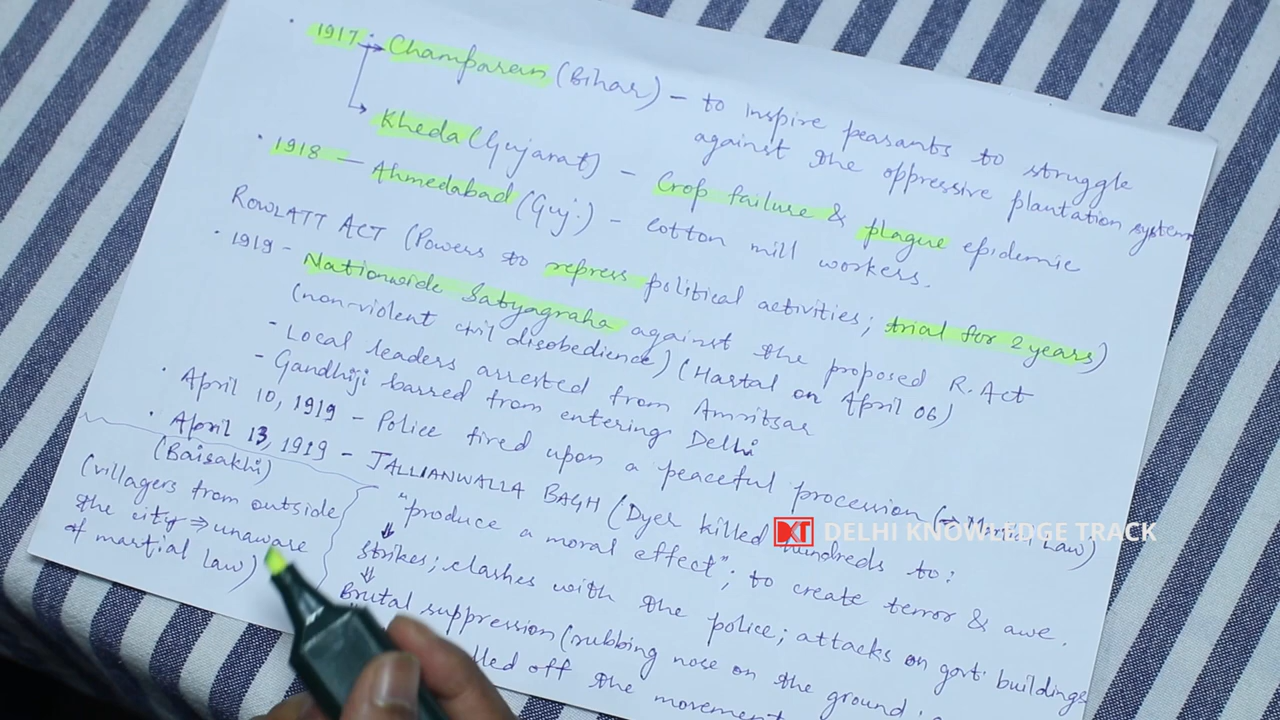 1917: → Champaran (Bihar) – to inspire peasants to struggle
against the oppressive plantation system
→ Kheda (Gujarat) – Crop failure & plague epidemic
1918 — Ahmedabad (Guj.) – cotton mill workers.
ROWLATT ACT (Powers to repress political activities; trial for 2 years)
1919 – Nationwide Satyagraha against the proposed R. Act
(non-violent civil disobedience) (Hartal on April 06)
- Local leaders arrested from Amritsar
- Gandhiji barred from entering Delhi
April 10, 1919 – Police fired upon a peaceful procession (→ Martial Law)
April 13, 1919 – JALLIANWALLA BAGH (Dyer killed hundreds to:
(Baisakhi)
(villagers from outside
the city ⇒ unaware
of martial law)
"produce a moral effect"; to create terror & awe.
⇓
Strikes; clashes with the police; attacks on govt buildings
⇓
Brutal suppression (rubbing nose on the ground;
off the movement
DKT DELHI KNOWLEDGE TRACK